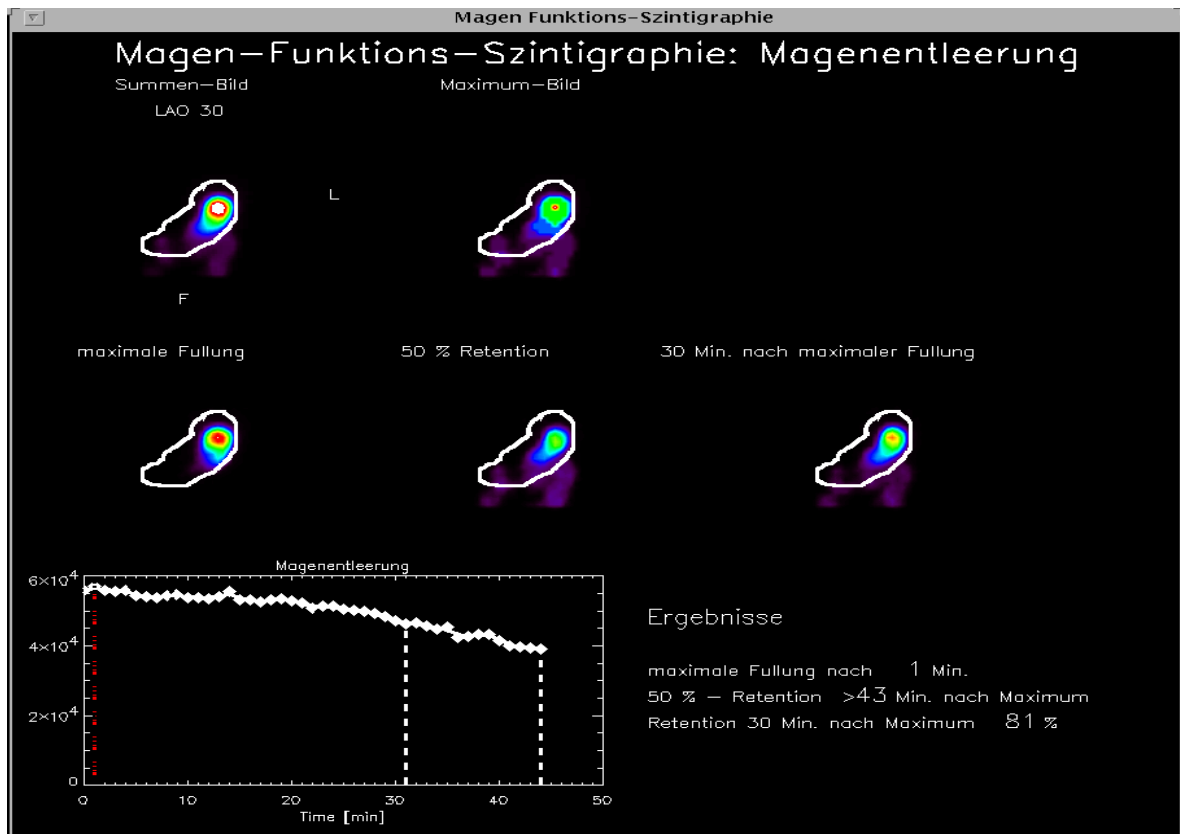 Magen Funktions-Szintigraphie
Magen-Funktions-Szintigraphie: Magenentleerung
Summen-Bild
Maximum-Bild
LAO 30
L
F
maximale Fullung
50 % Retention
30 Min. nach maximaler Fullung
Magenentleerung
6×10⁴
4×10⁴
2×10⁴
0
0 10 20 30 40 50
Time [min]
Ergebnisse
maximale Fullung nach 1 Min.
50 % – Retention >43 Min. nach Maximum
Retention 30 Min. nach Maximum 81 %